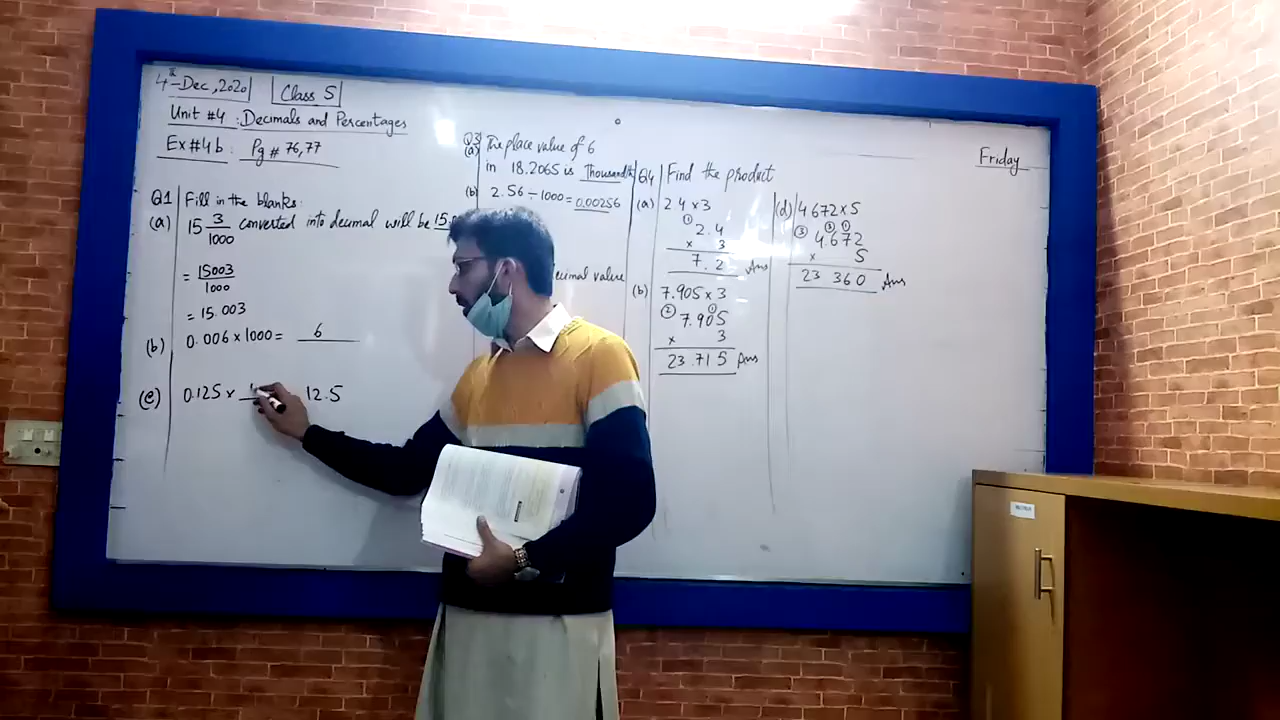 4th-Dec,2020 Class 5
Unit #4 : Decimals and Percentages
Ex#4b : Pg # 76,77
Friday
Q1 Fill in the blanks:
(a) 15 3/1000 converted into decimal will be 15.
= 15003/1000
= 15.003
(b) 0.006 x 1000 = 6
(c) 0.125 x 12.5
Q3
(a) The place value of 6
in 18.2065 is Thousandth
(b) 2.56 ÷ 1000 = 0.00256
decimal value
Q4 Find the product
(a) 2.4 x 3
1
2.4
x 3
7.2 Ans
(b) 7.905 x 3
2 1
7.905
x 3
23.715 Ans
(d) 4.672 x 5
3 3 1
4.672
x 5
23 360 Ans